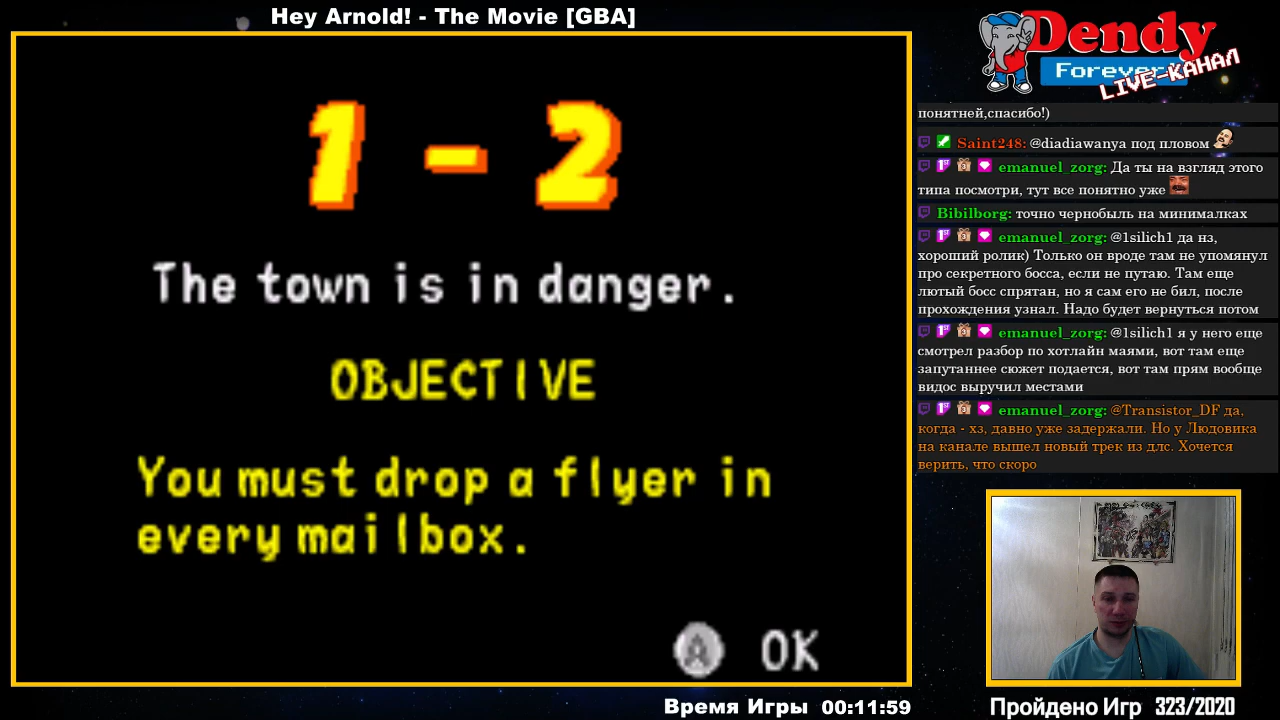 Hey Arnold! - The Movie [GBA]
1 - 2
The town is in danger.
OBJECTIVE
You must drop a flyer in
every mailbox.
A OK
Время Игры 00:11:59
Dendy
Forever!
LIVE-КАНАЛ
понятней,спасибо!)
Saint248: @diadiawanya под пловом
emanuel_zorg: Да ты на взгляд этого
типа посмотри, тут все понятно уже
Bibilborg: точно чернобыль на минималках
emanuel_zorg: @1silich1 да нз,
хороший ролик) Только он вроде там не упомянул
про секретного босса, если не путаю. Там еще
лютый босс спрятан, но я сам его не бил, после
прохождения узнал. Надо будет вернуться потом
emanuel_zorg: @1silich1 я у него еще
смотрел разбор по хотлайн маями, вот там еще
запутаннее сюжет подается, вот там прям вообще
видос выручил местами
emanuel_zorg: @Transistor_DF да,
когда - хз, давно уже задержали. Но у Людовика
на канале вышел новый трек из длс. Хочется
верить, что скоро
Пройдено Игр 323/2020